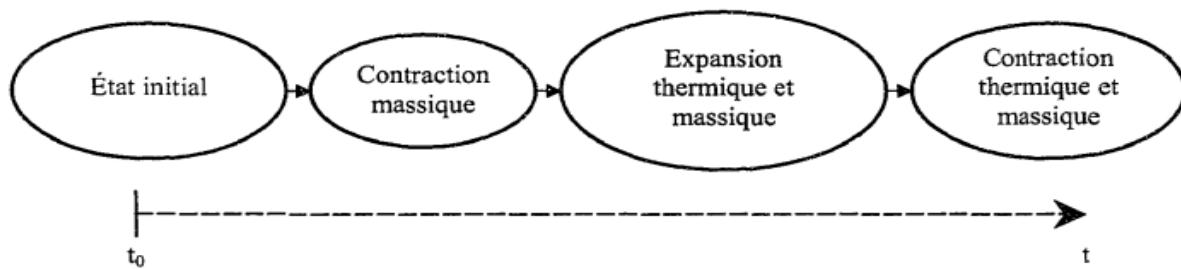 État initial
Contraction
massique
Expansion
thermique et
massique
Contraction
thermique et
massique
t₀
t